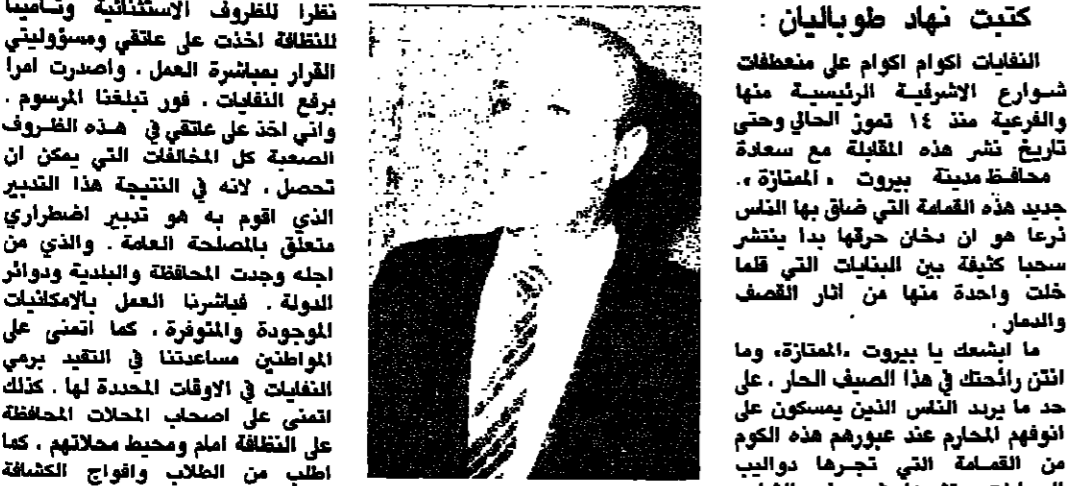 كتبت نهاد طوباليان :
النفايات اكوام اكوام على منعطفات
شوارع الاشرفية الرئيسية منها
والفرعية منذ ١٤ تموز الحالي وحتى
تاريخ نشر هذه المقابلة مع سعادة
محافظ مدينة بيروت « الممتازة ».
جديد هذه القمامة التي ضاق بها الناس
ذرعا هو ان دخان حرقها بدا ينتشر
سحبا كثيفة بين البنايات التي قلما
خلت واحدة منها من آثار القصف
والدمار .
ما ابشعك يا بيروت «الممتازة» وما
انتن رائحتك في هذا الصيف الحار ، على
حد ما يردد الناس الذين يمسكون على
انوفهم المحارم عند عبورهم هذه الكوم
من القمامة التي تجرها دواليب
نظرا للظروف الاستثنائية وتامينا
للنظافة اخذت على عاتقي ومسؤوليتي
القرار بمباشرة العمل . واصدرت امرا
برفع النفايات ، فور تبلغنا المرسوم .
واني اخذ على عاتقي في هذه الظروف
الصعبة كل المخالفات التي يمكن ان
تحصل ، لانه في النتيجة هذا التدبير
الذي اقوم به هو تدبير اضطراري
متعلق بالمصلحة العامة . والذي من
اجله وجدت المحافظة والبلدية ودوائر
الدولة . فباشرنا العمل بالامكانيات
الموجودة والمتوفرة ، كما اتمنى على
المواطنين مساعدتنا في التقيد برمي
النفايات في الاوقات المحددة لها ، كذلك
اتمنى على اصحاب المحلات المحافظة
على النظافة امام ومحيط محلاتهم ، كما
اطلب من الطلاب وافواج الكشافة